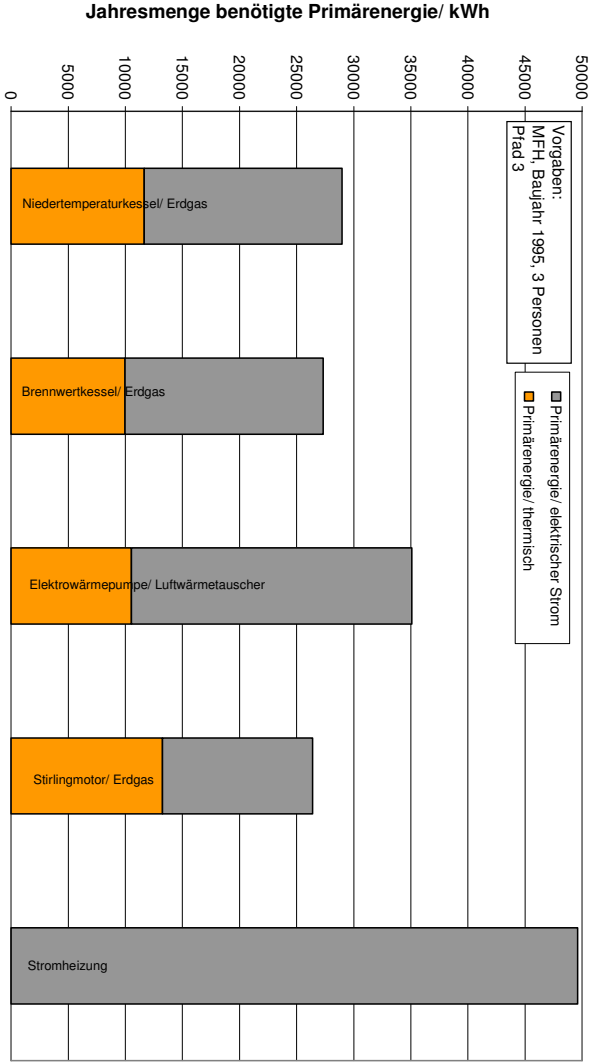 Jahresmenge benötigte Primärenergie/ kWh
0
5000
10000
15000
20000
25000
30000
35000
40000
45000
50000
Vorgaben:
MFH, Baujahr 1995, 3 Personen
Pfad 3
Primärenergie/ elektrischer Strom
Primärenergie/ thermisch
Niedertemperaturkessel/ Erdgas
Brennwertkessel/ Erdgas
Elektrowärmepumpe/ Luftwärmetauscher
Stirlingmotor/ Erdgas
Stromheizung